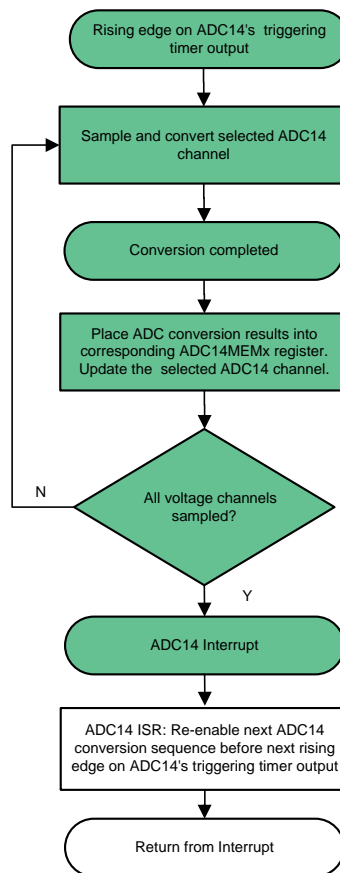 Rising edge on ADC14's triggering
timer output
Sample and convert selected ADC14
channel
Conversion completed
Place ADC conversion results into
corresponding ADC14MEMx register.
Update the selected ADC14 channel.
N
All voltage channels
sampled?
Y
ADC14 Interrupt
ADC14 ISR: Re-enable next ADC14
conversion sequence before next rising
edge on ADC14's triggering timer output
Return from Interrupt